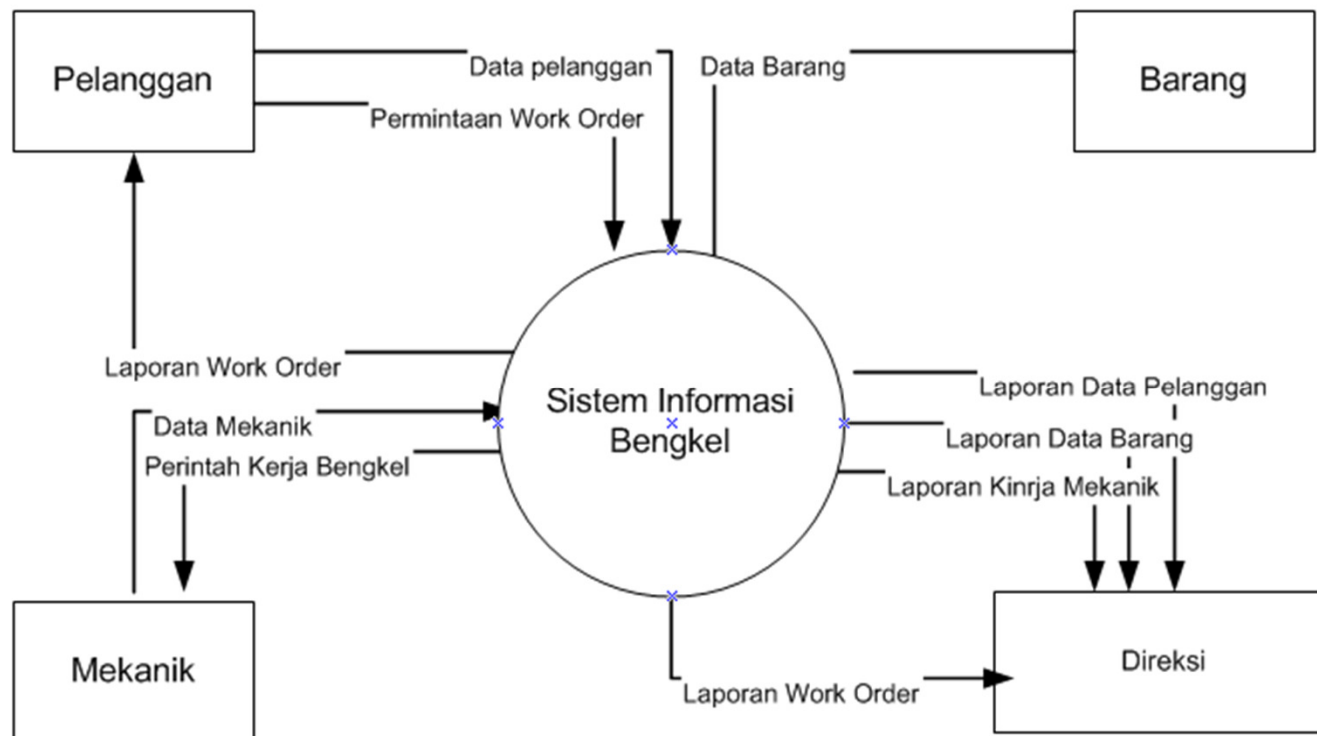 Pelanggan
Data pelanggan
Data Barang
Barang
Permintaan Work Order
Laporan Work Order
Data Mekanik
Perintah Kerja Bengkel
Sistem Informasi
Bengkel
Laporan Data Pelanggan
Laporan Data Barang
Laporan Kinrja Mekanik
Mekanik
Direksi
Laporan Work Order